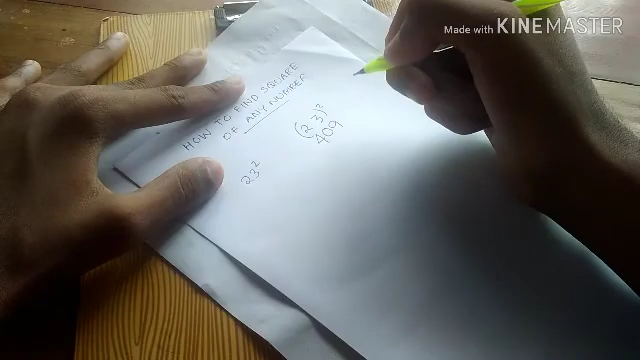 Made with KINEMASTER
HOW TO FIND SQUARE
OF ANY NUMBER
(2 3)²
409
23²